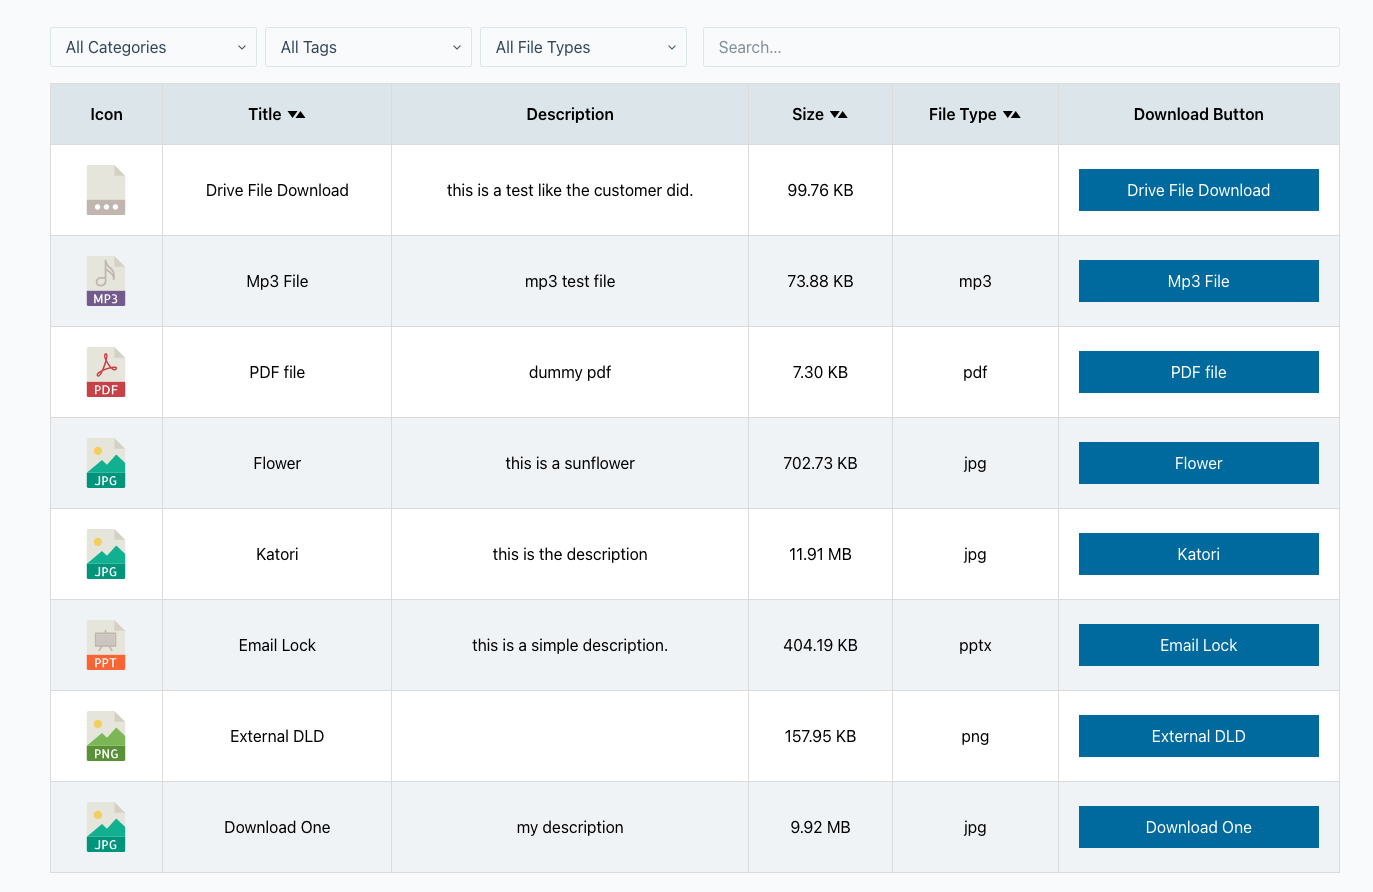 All Categories All Tags All File Types Search...
Icon Title Description Size File Type Download Button
Drive File Download this is a test like the customer did. 99.76 KB Drive File Download
MP3 Mp3 File mp3 test file 73.88 KB mp3 Mp3 File
PDF PDF file dummy pdf 7.30 KB pdf PDF file
JPG Flower this is a sunflower 702.73 KB jpg Flower
JPG Katori this is the description 11.91 MB jpg Katori
PPT Email Lock this is a simple description. 404.19 KB pptx Email Lock
PNG External DLD 157.95 KB png External DLD
JPG Download One my description 9.92 MB jpg Download One